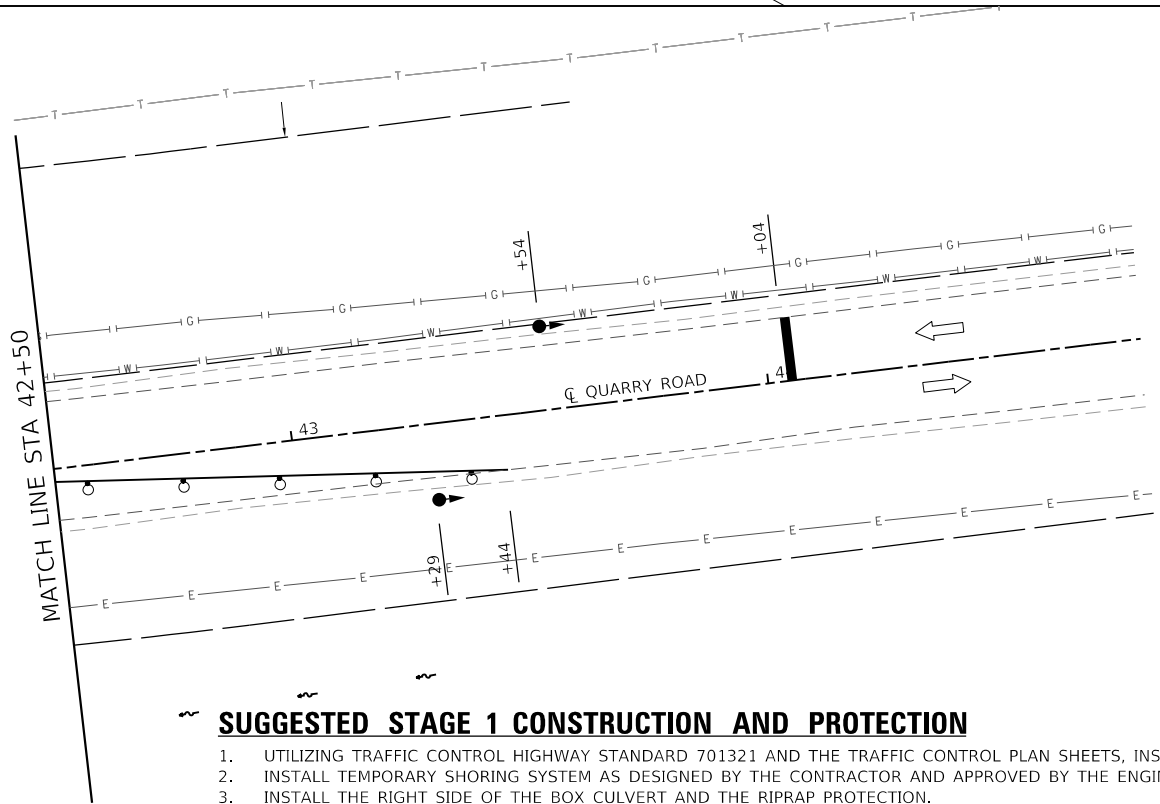 T T T T T T T T T T T
+54
+04
G G G G G G G
W W W W W W W
MATCH LINE STA 42+50
℄ QUARRY ROAD
43
4
+29
+44
E E E E E E E E E E E E E
SUGGESTED STAGE 1 CONSTRUCTION AND PROTECTION
1. UTILIZING TRAFFIC CONTROL HIGHWAY STANDARD 701321 AND THE TRAFFIC CONTROL PLAN SHEETS, INS
2. INSTALL TEMPORARY SHORING SYSTEM AS DESIGNED BY THE CONTRACTOR AND APPROVED BY THE ENGI
3. INSTALL THE RIGHT SIDE OF THE BOX CULVERT AND THE RIPRAP PROTECTION.